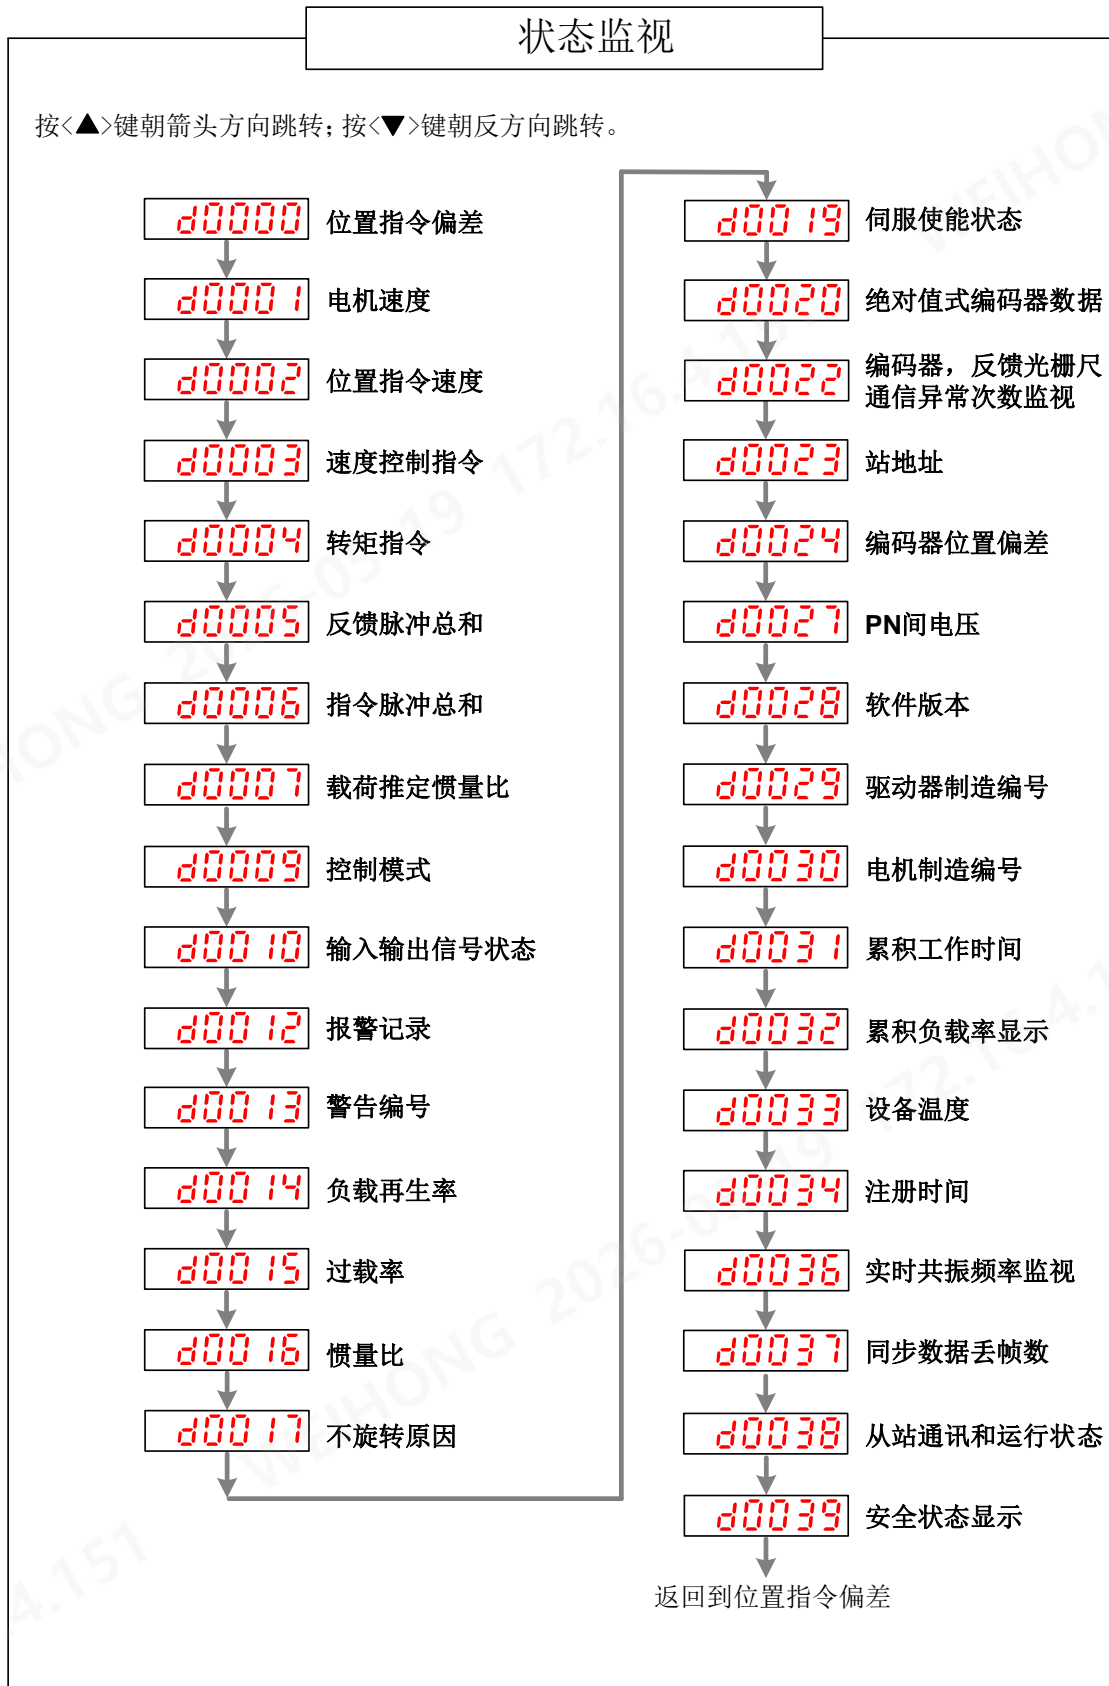 状态监视
按<▲>键朝箭头方向跳转；按<▼>键朝反方向跳转。
d0000 位置指令偏差
d0001 电机速度
d0002 位置指令速度
d0003 速度控制指令
d0004 转矩指令
d0005 反馈脉冲总和
d0006 指令脉冲总和
d0007 载荷推定惯量比
d0009 控制模式
d0010 输入输出信号状态
d0012 报警记录
d0013 警告编号
d0014 负载再生率
d0015 过载率
d0016 惯量比
d0017 不旋转原因
d0019 伺服使能状态
d0020 绝对值式编码器数据
d0022 编码器，反馈光栅尺
通信异常次数监视
d0023 站地址
d0024 编码器位置偏差
d0027 PN间电压
d0028 软件版本
d0029 驱动器制造编号
d0030 电机制造编号
d0031 累积工作时间
d0032 累积负载率显示
d0033 设备温度
d0034 注册时间
d0036 实时共振频率监视
d0037 同步数据丢帧数
d0038 从站通讯和运行状态
d0039 安全状态显示
返回到位置指令偏差